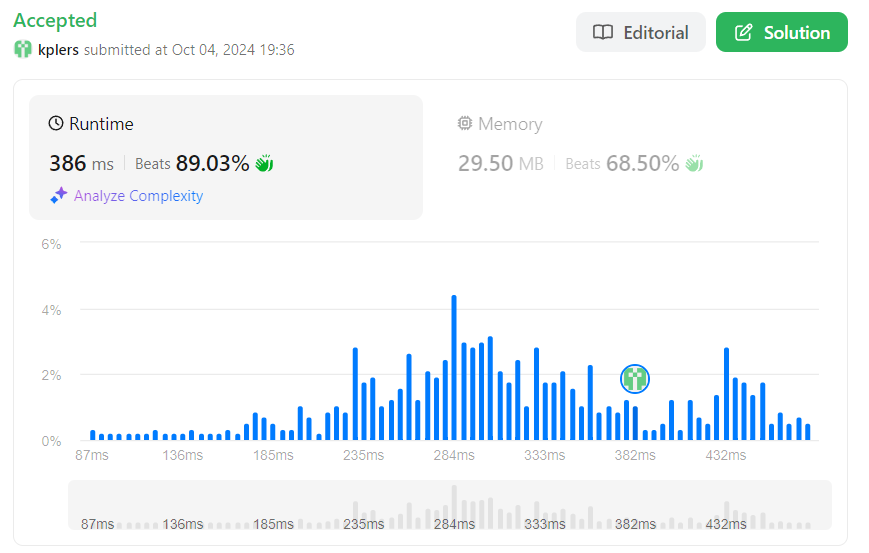 Accepted
kplers submitted at Oct 04, 2024 19:36
Editorial
Solution
Runtime
386 ms | Beats 89.03%
Analyze Complexity
Memory
29.50 MB | Beats 68.50%
6%
4%
2%
0%
87ms 136ms 185ms 235ms 284ms 333ms 382ms 432ms
87ms 136ms 185ms 235ms 284ms 333ms 382ms 432ms